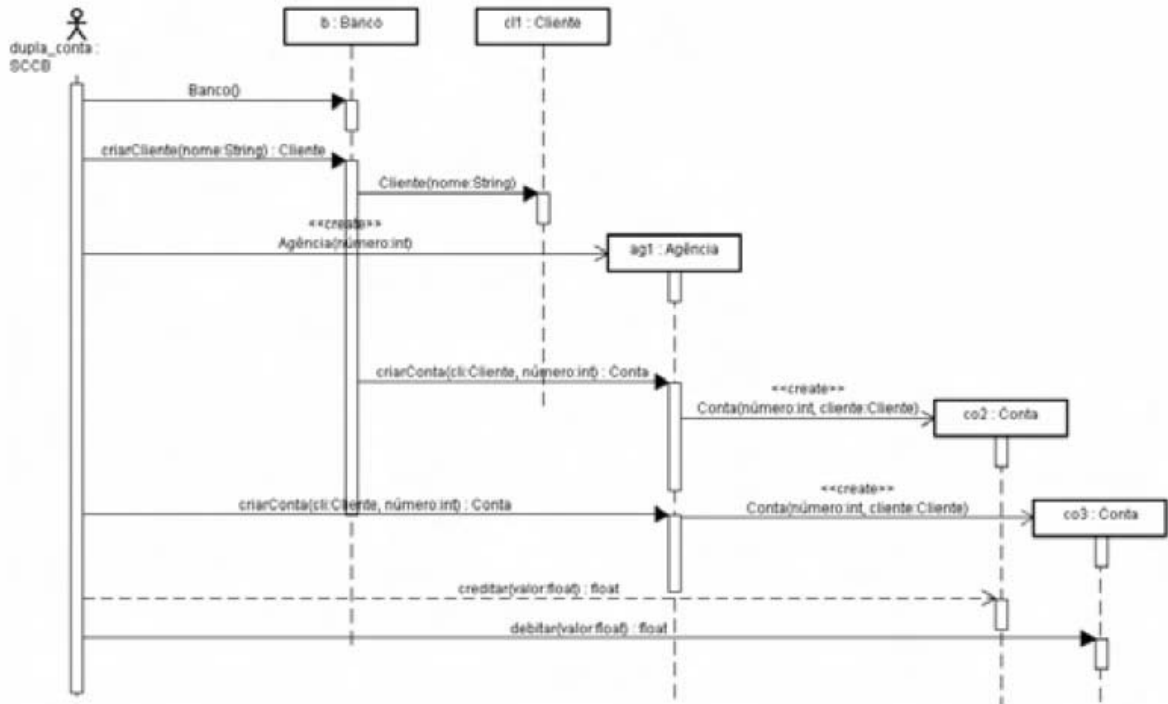 b : Banco
cl1 : Cliente
dupla_conta :
SCCB
Banco()
criarCliente(nome:String) : Cliente
Cliente(nome:String)
<<create>>
Agência(número:int)
ag1 : Agência
criarConta(cli:Cliente, número:int) : Conta
<<create>>
Conta(número:int, cliente:Cliente)
co2 : Conta
<<create>>
criarConta(cli:Cliente, número:int) : Conta
Conta(número:int, cliente:Cliente)
co3 : Conta
creditar(valor:float) : float
debitar(valor:float) : float